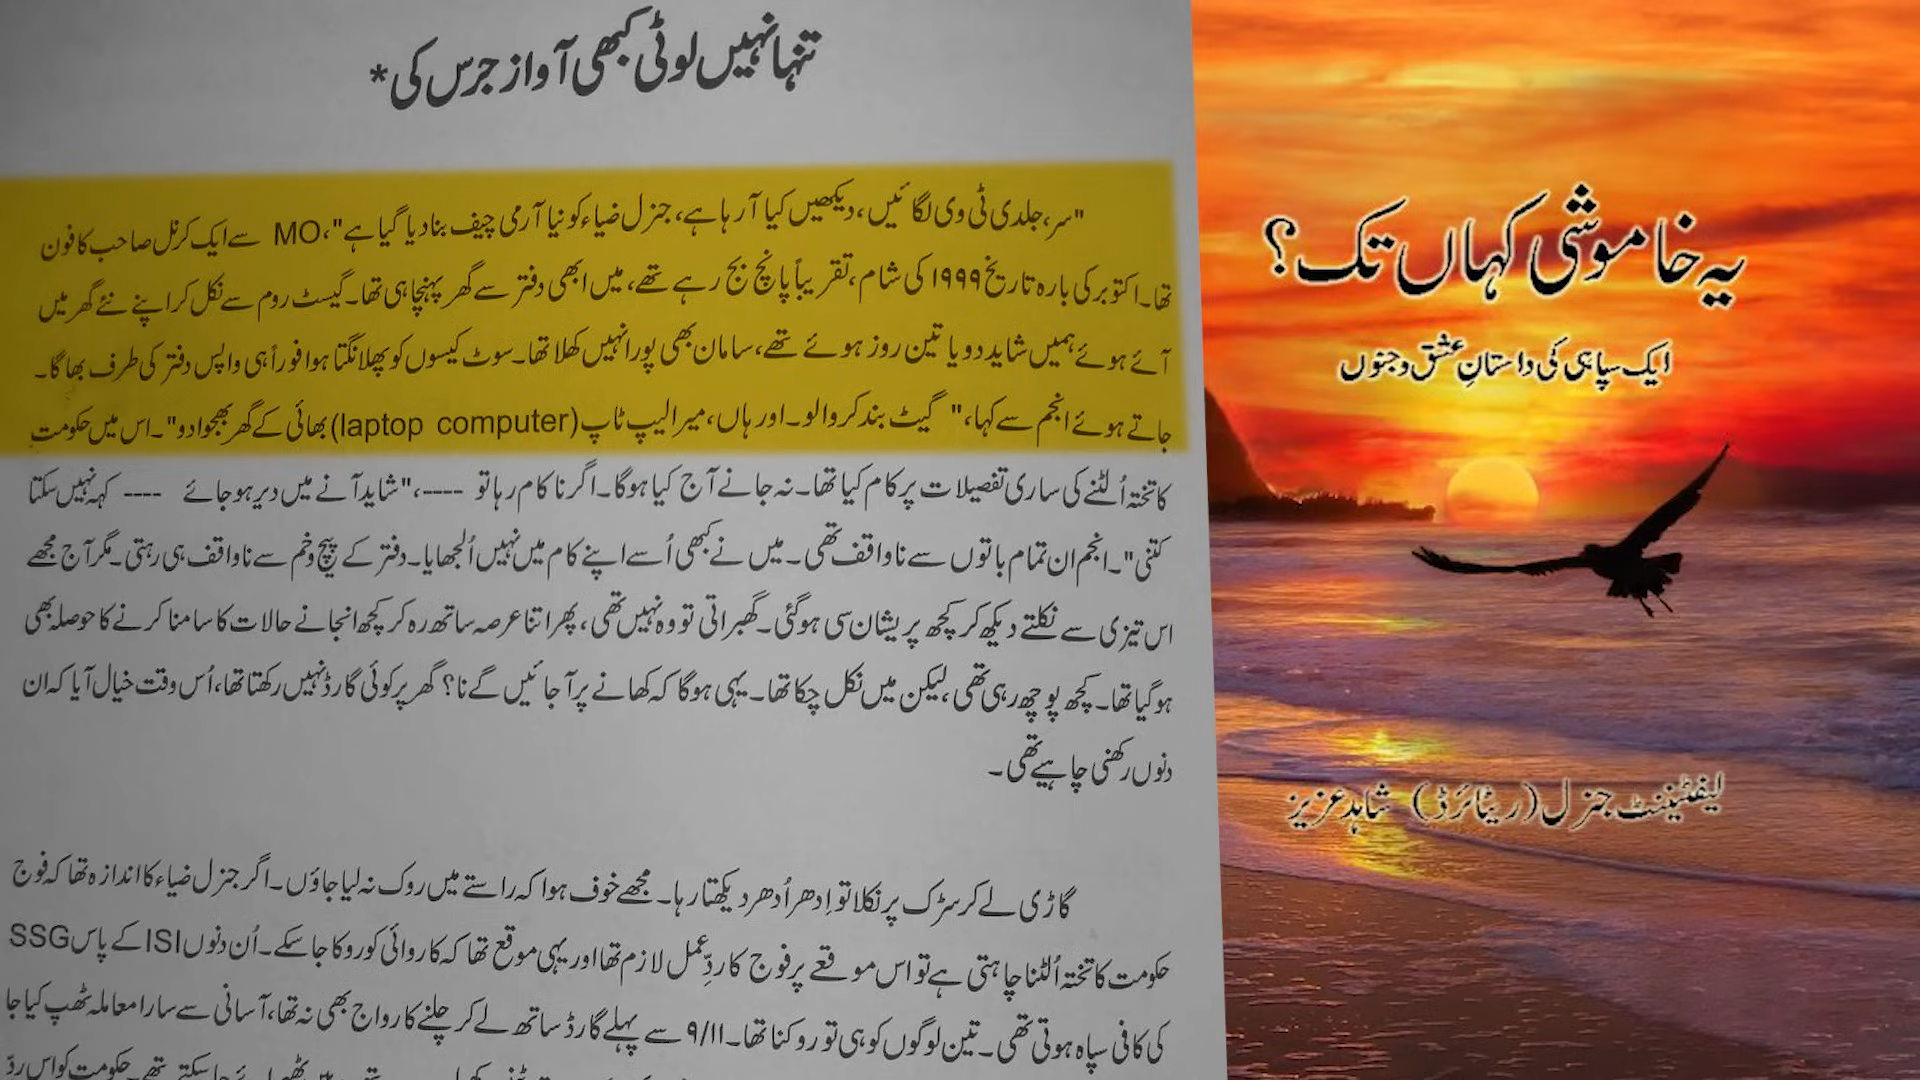 تنہا نہیں لوٹی کبھی آواز جرس کی*
"سر، جلدی ٹی وی لگائیں، دیکھیں کیا آ رہا ہے، جنرل ضیاء کو نیا آرمی چیف بنا دیا گیا ہے"، MO سے ایک کرنل صاحب کا فون
تھا۔ اکتوبر کی بارہ تاریخ ۱۹۹۹ کی شام، تقریباً پانچ بج رہے تھے، میں ابھی دفتر سے گھر پہنچا ہی تھا۔ گیسٹ روم سے نکل کر اپنے نئے گھر میں
آئے ہوئے ہمیں شاید دو یا تین روز ہوئے تھے، سامان بھی پورا نہیں کھلا تھا۔ سوٹ کیسوں کو پھلانگتا ہوا فوراً ہی واپس دفتر کی طرف بھاگا۔
جاتے ہوئے انجم سے کہا، "گیٹ بند کروا لو۔ اور ہاں، میرا لیپ ٹاپ (laptop computer) بھائی کے گھر بھجوا دو"۔ اس میں حکومت
کا تختہ اُلٹنے کی ساری تفصیلات پر کام کیا تھا۔ نہ جانے آج کیا ہوگا۔ اگر ناکام رہا تو ----، "شاید آنے میں دیر ہو جائے ---- کہہ نہیں سکتا
کتنی"۔ انجم ان تمام باتوں سے ناواقف تھی۔ میں نے کبھی اُسے اپنے کام میں نہیں اُلجھایا۔ دفتر کے پیچ و خم سے ناواقف ہی رہتی۔ مگر آج مجھے
اس تیزی سے نکلتے دیکھ کر کچھ پریشان سی ہو گئی۔ گھبراتی تو وہ نہیں تھی، پھر اتنا عرصہ ساتھ رہ کر کچھ انجانے حالات کا سامنا کرنے کا حوصلہ بھی
ہو گیا تھا۔ کچھ پوچھ رہی تھی، لیکن میں نکل چکا تھا۔ یہی ہوگا کہ کھانے پر آ جائیں گے نا؟ گھر پر کوئی گارڈ نہیں رکھتا تھا، اُس وقت خیال آیا کہ ان
دنوں رکھنی چاہیے تھی۔
گاڑی لے کر سڑک پر نکلا تو اِدھر اُدھر دیکھتا رہا۔ مجھے خوف ہوا کہ راستے میں روک نہ لیا جاؤں۔ اگر جنرل ضیاء کا اندازہ تھا کہ فوج
حکومت کا تختہ اُلٹنا چاہتی ہے تو اس موقعے پر فوج کا ردِّ عمل لازم تھا اور یہی موقع تھا کہ کاروائی کو روکا جا سکے۔ اُن دنوں ISI کے پاس SSG
کی کافی سپاہ ہوتی تھی۔ تین لوگوں کو ہی تو روکنا تھا۔ ۹/۱۱ سے پہلے گارڈ ساتھ لے کر چلنے کا رواج بھی نہ تھا، آسانی سے سارا معاملہ ٹھپ کیا جا
حکومت کو اس ردِّ
یہ خاموشی کہاں تک؟
ایک سپاہی کی داستانِ عشق و جنوں
لیفٹیننٹ جنرل (ریٹائرڈ) شاہد عزیز